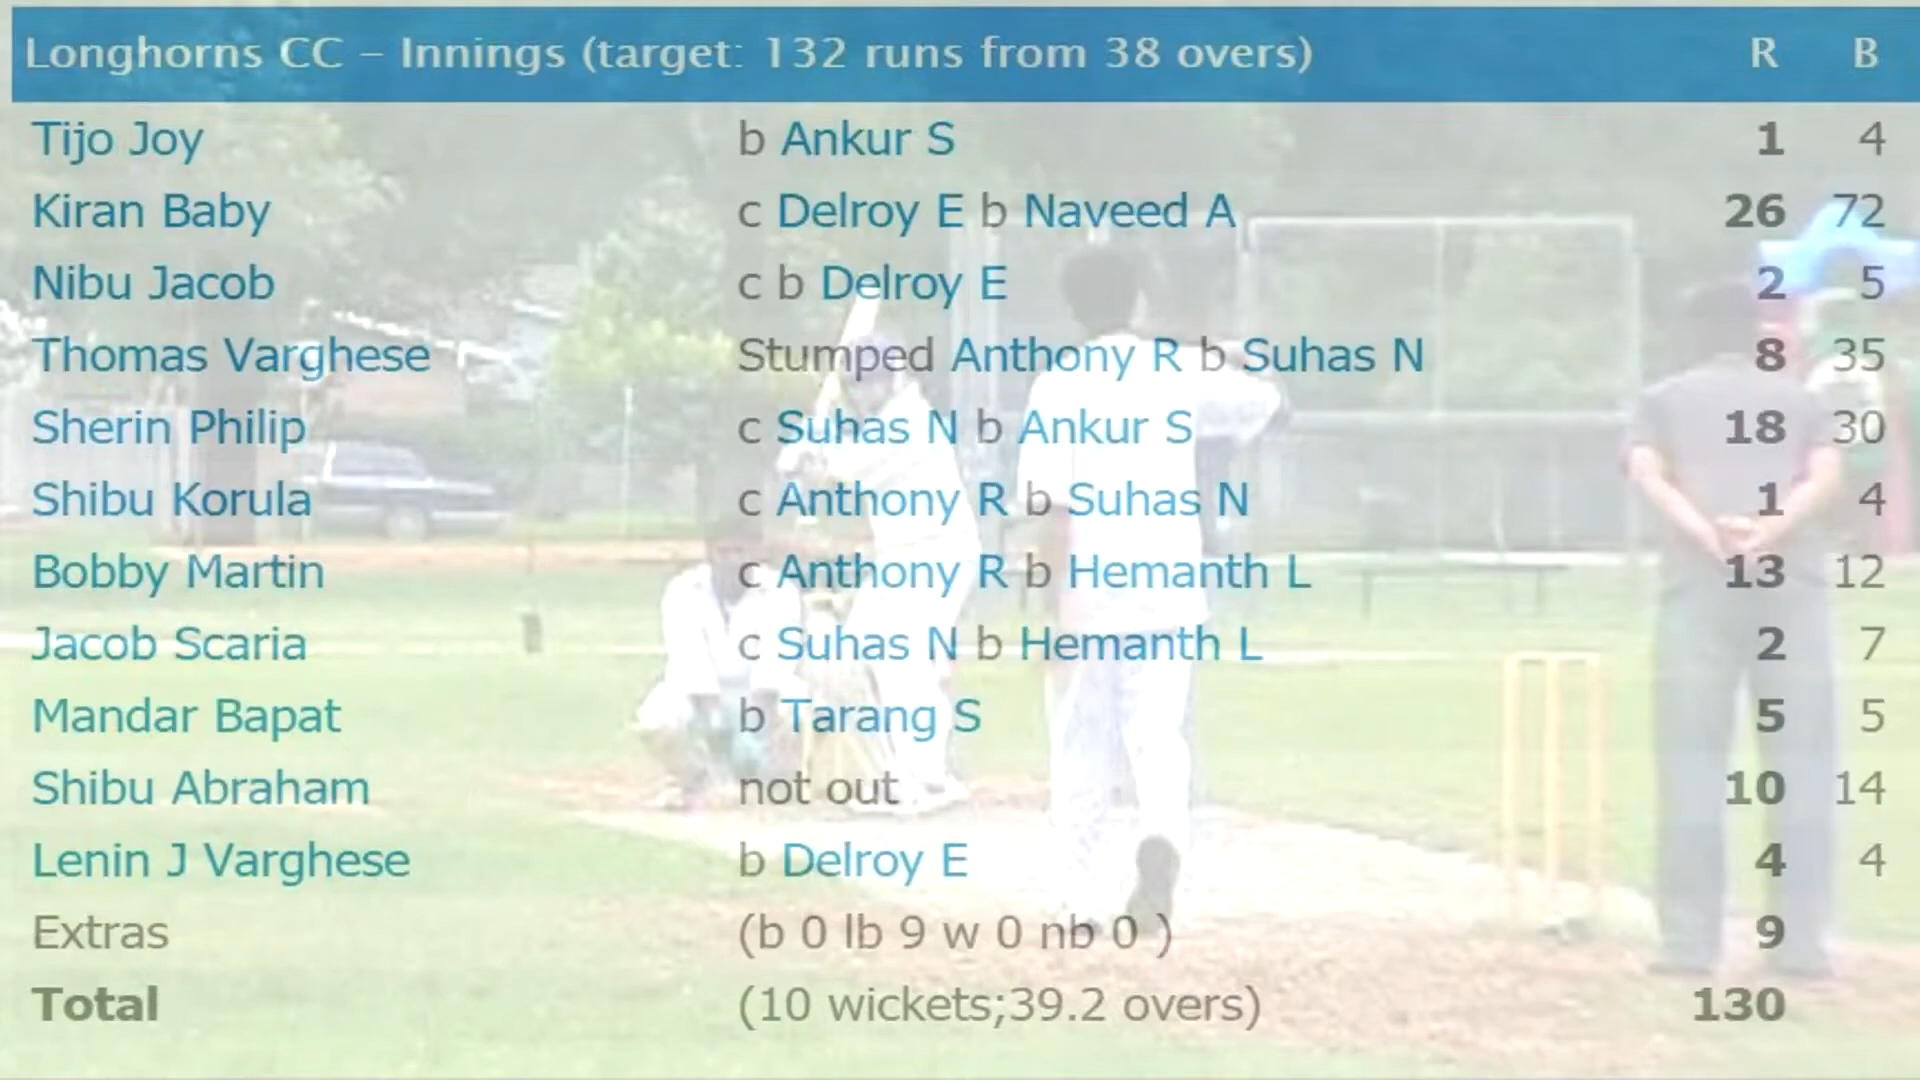 Longhorns CC – Innings (target: 132 runs from 38 overs) R B
Tijo Joy b Ankur S 1 4
Kiran Baby c Delroy E b Naveed A 26 72
Nibu Jacob c b Delroy E 2 5
Thomas Varghese Stumped Anthony R b Suhas N 8 35
Sherin Philip c Suhas N b Ankur S 18 30
Shibu Korula c Anthony R b Suhas N 1 4
Bobby Martin c Anthony R b Hemanth L 13 12
Jacob Scaria c Suhas N b Hemanth L 2 7
Mandar Bapat b Tarang S 5 5
Shibu Abraham not out 10 14
Lenin J Varghese b Delroy E 4 4
Extras (b 0 lb 9 w 0 nb 0 ) 9
Total (10 wickets;39.2 overs) 130